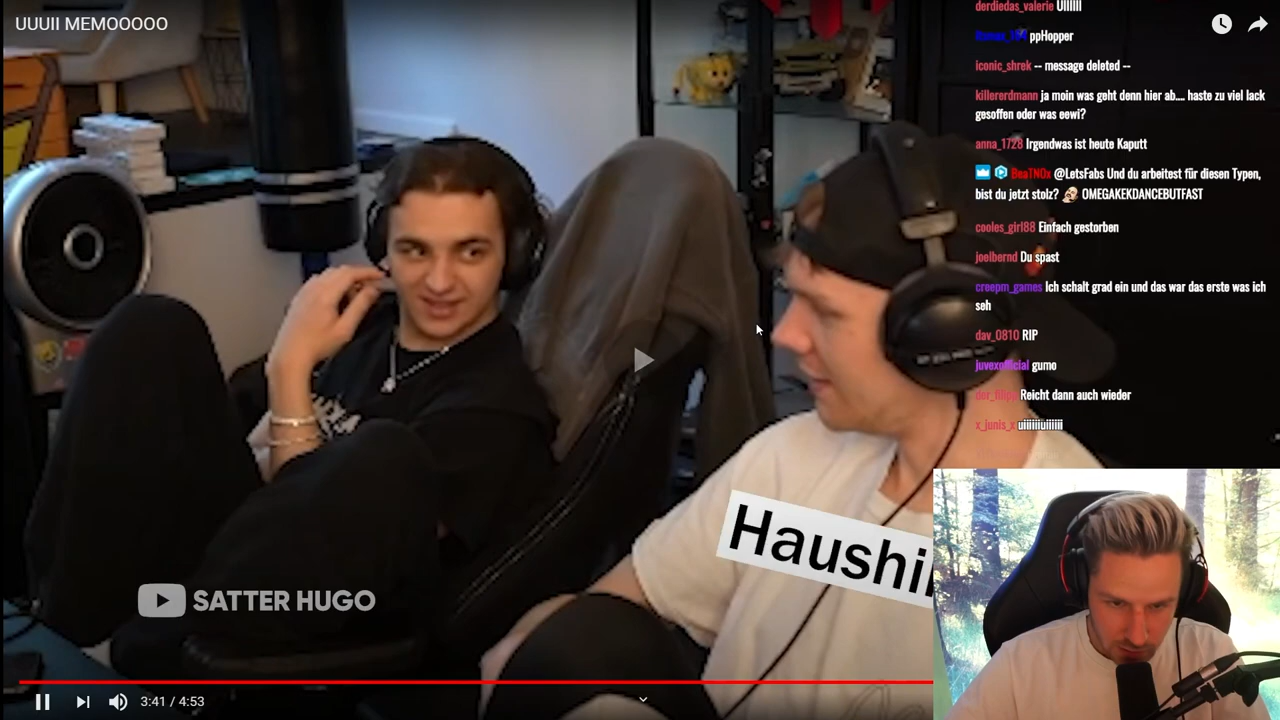 UUUII MEMOOOOO
derdiedas_valerie UIIIIII
ppHopper
iconic_shrek -- message deleted --
killererdmann ja moin was geht denn hier ab.... haste zu viel lack
gesoffen oder was eewi?
anna_1728 Irgendwas ist heute Kaputt
BeaTNOx @LetsFabs Und du arbeitest für diesen Typen,
bist du jetzt stolz? OMEGAKEKDANCEBUTFAST
cooles_girl88 Einfach gestorben
joelbernd Du spast
creepm_games Ich schalt grad ein und das war das erste was ich
seh
dav_0810 RIP
juvexofficial gumo
Reicht dann auch wieder
x_junis_x uiiiiiiuiiiiii
Haushi
SATTER HUGO
3:41 / 4:53